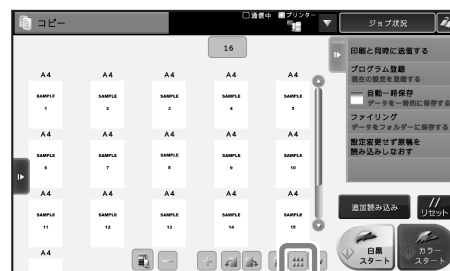 コピー
通信中
プリンター
ジョブ状況
16
A4 A4 A4 A4 A4
SAMPLE SAMPLE SAMPLE SAMPLE SAMPLE
1 2 3 4 5
A4 A4 A4 A4 A4
SAMPLE SAMPLE SAMPLE SAMPLE SAMPLE
6 7 8 9 10
A4 A4 A4 A4 A4
SAMPLE SAMPLE SAMPLE SAMPLE SAMPLE
11 12 13 14 15
A4
印刷と同時に送信する
プログラム登録
現在の設定を登録する
自動一時保存
データを一時的に保存する
ファイリング
データをフォルダーに保存する
設定変更せず原稿を
読み込みしなおす
追加読み込み
リセット
白黒
スタート
カラー
スタート